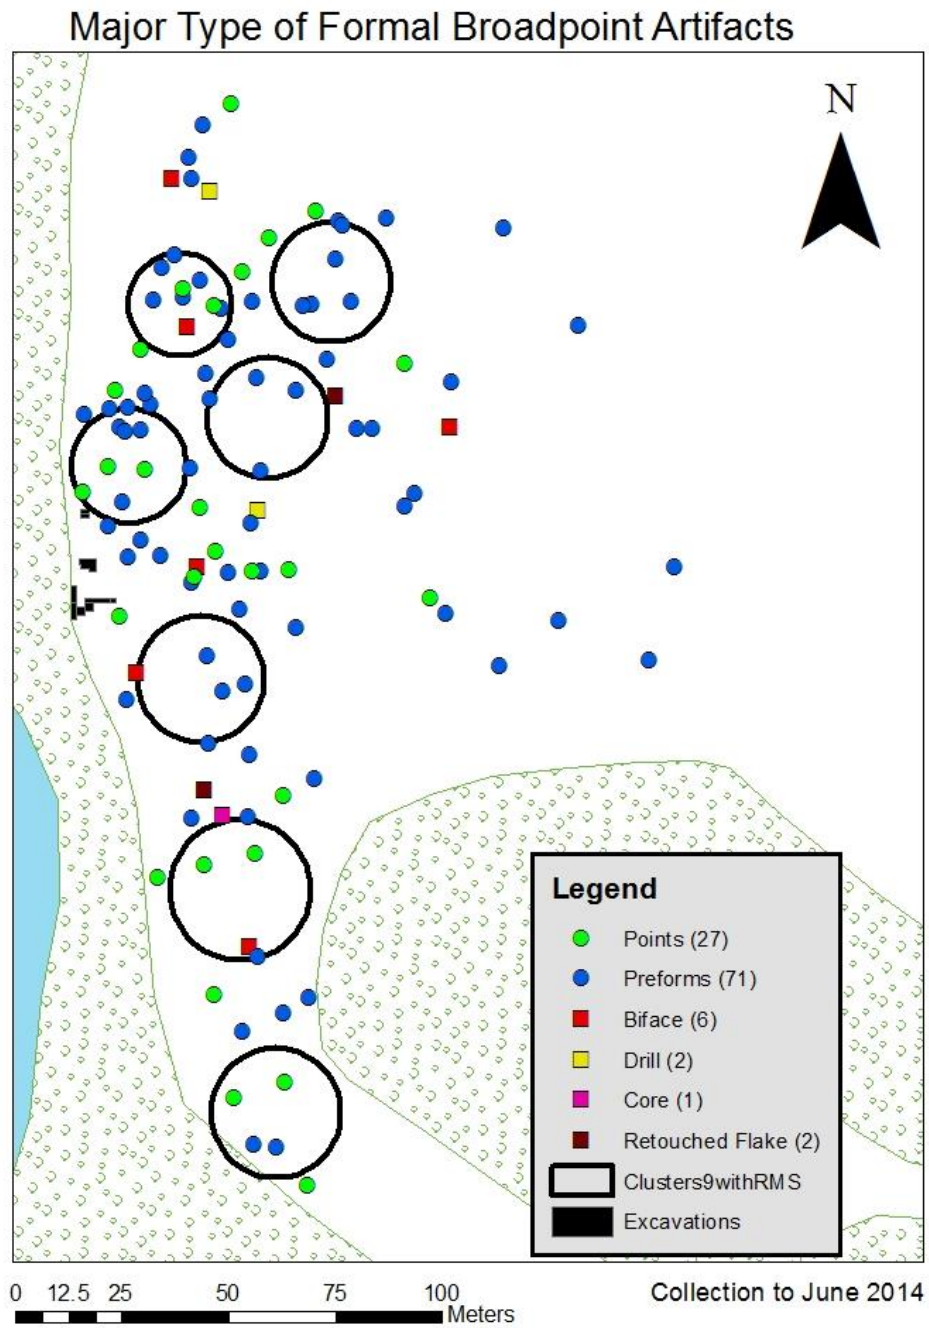 Major Type of Formal Broadpoint Artifacts
N
Legend
Points (27)
Preforms (71)
Biface (6)
Drill (2)
Core (1)
Retouched Flake (2)
Clusters9withRMS
Excavations
0 12.5 25 50 75 100
Meters
Collection to June 2014